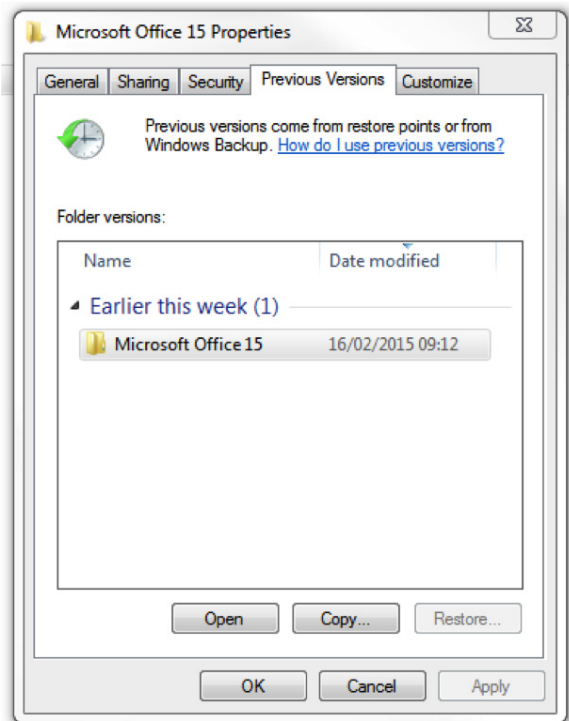 Microsoft Office 15 Properties
General Sharing Security Previous Versions Customize
Previous versions come from restore points or from
Windows Backup. How do I use previous versions?
Folder versions:
Name Date modified
Earlier this week (1)
Microsoft Office 15 16/02/2015 09:12
Open Copy... Restore...
OK Cancel Apply